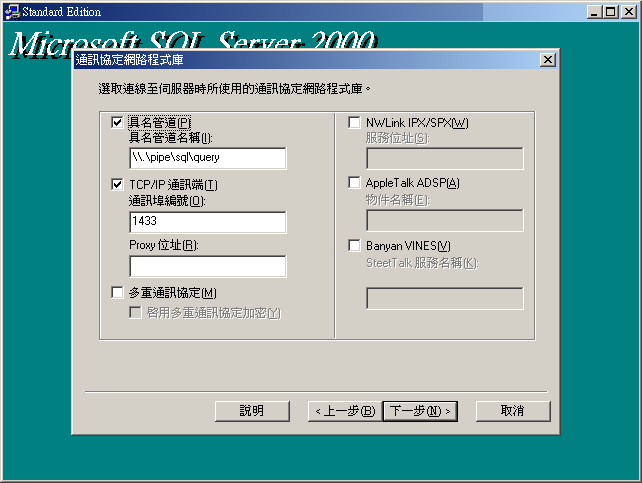 Standard Edition
Microsoft SQL Server 2000
通訊協定網路程式庫
選取連線至伺服器時所使用的通訊協定網路程式庫。
具名管道(P)
具名管道名稱(I):
\\.\pipe\sql\query
TCP/IP 通訊端(T)
通訊埠編號(O):
1433
Proxy 位址(R):
多重通訊協定(M)
啟用多重通訊協定加密(Y)
NWLink IPX/SPX(W)
服務位址(S):
AppleTalk ADSP(A)
物件名稱(E):
Banyan VINES(V)
SteetTalk 服務名稱(K):
說明
< 上一步(B)
下一步(N) >
取消